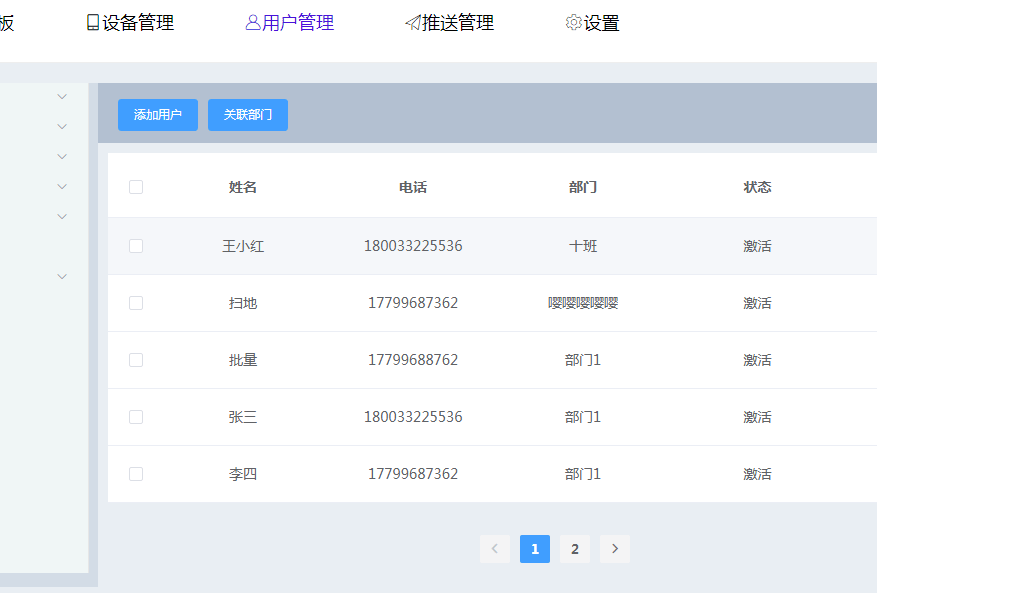 板 设备管理 用户管理 推送管理 设置
添加用户 关联部门
姓名 电话 部门 状态
王小红 180033225536 十班 激活
扫地 17799687362 嘤嘤嘤嘤嘤 激活
批量 17799688762 部门1 激活
张三 180033225536 部门1 激活
李四 17799687362 部门1 激活
1 2